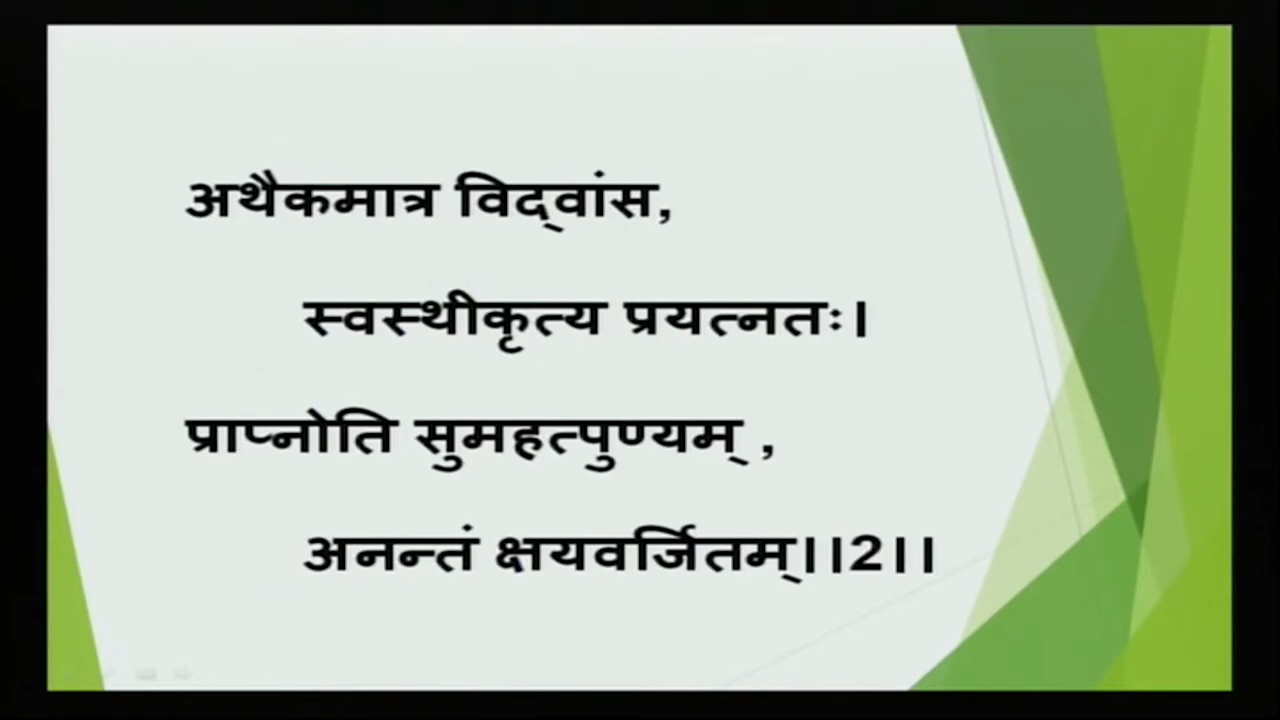 अथैकमात्र विद्‌वांस,
स्वस्थीकृत्य प्रयत्नतः।
प्राप्नोति सुमहत्पुण्यम् ,
अनन्तं क्षयवर्जितम्।।2।।